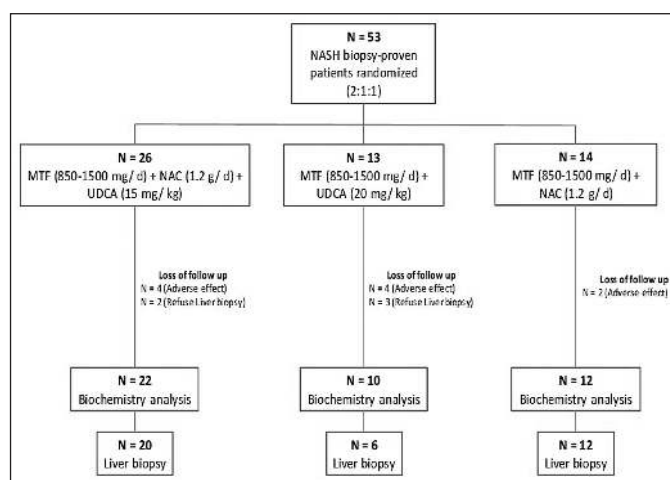 N = 53
NASH biopsy-proven
patients randomized
(2:1:1)
N = 26
MTF (850-1500 mg/d) + NAC (1.2 g/d) +
UDCA (15 mg/kg)
N = 13
MTF (850-1500 mg/d) +
UDCA (20 mg/kg)
N = 14
MTF (850-1500 mg/d) +
NAC (1.2 g/d)
Loss of follow up
N = 4 (Adverse effect)
N = 2 (Refuse Liver biopsy)
Loss of follow up
N = 4 (Adverse effect)
N = 3 (Refuse Liver biopsy)
Loss of follow up
N = 2 (Adverse effect)
N = 22
Biochemistry analysis
N = 10
Biochemistry analysis
N = 12
Biochemistry analysis
N = 20
Liver biopsy
N = 6
Liver biopsy
N = 12
Liver biopsy